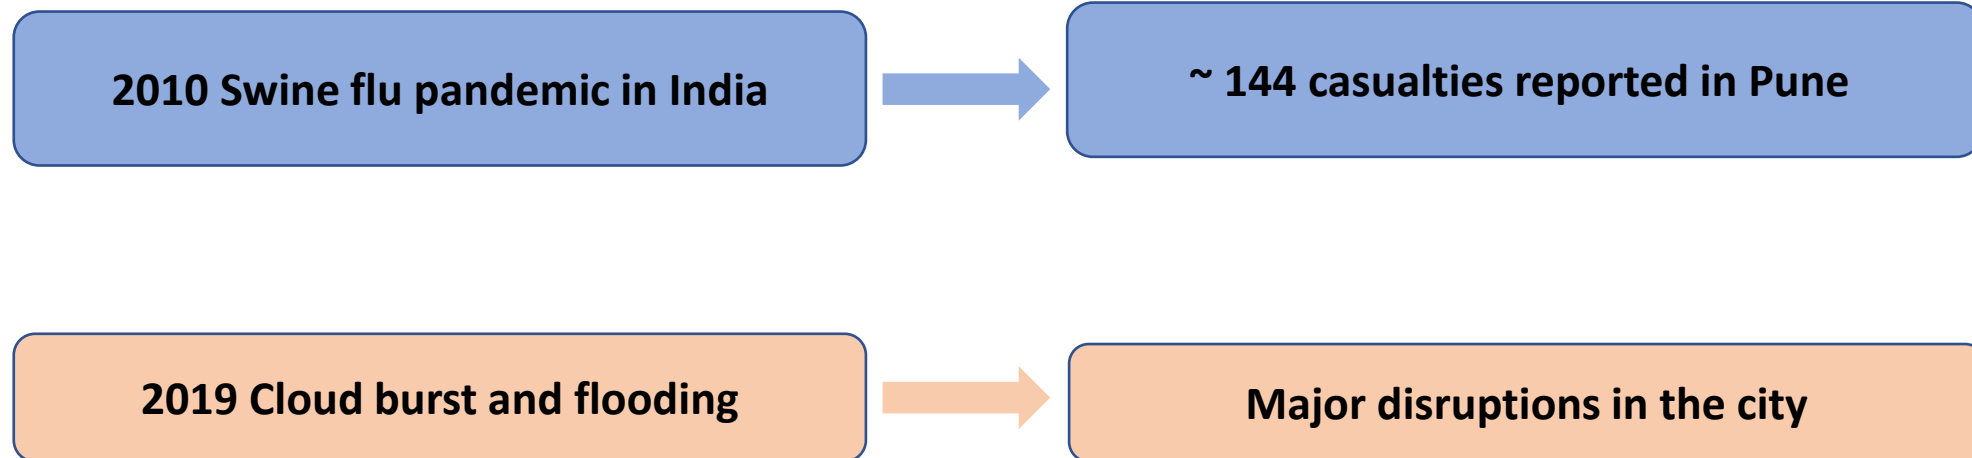 2010 Swine flu pandemic in India
~ 144 casualties reported in Pune
2019 Cloud burst and flooding
Major disruptions in the city